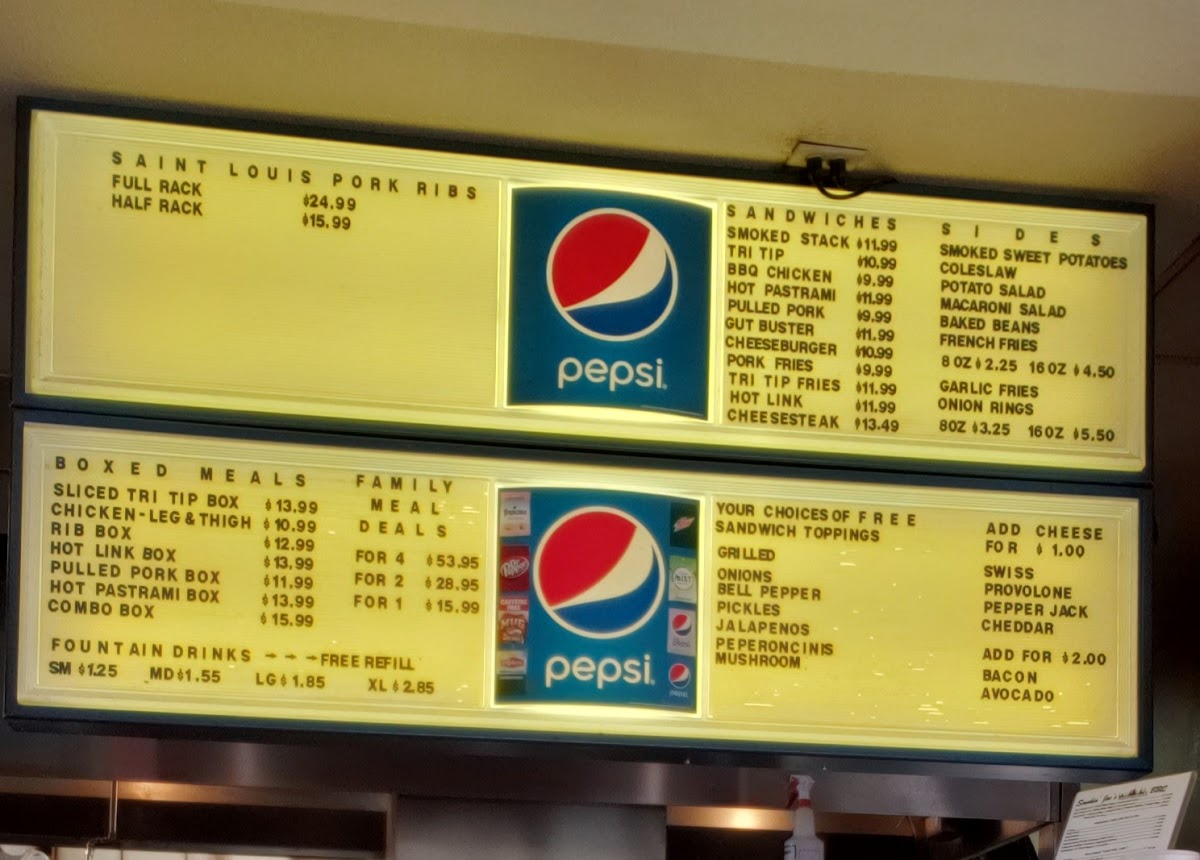 SAINT LOUIS PORK RIBS
FULL RACK $24.99
HALF RACK $15.99
pepsi
SANDWICHES
SMOKED STACK $11.99
TRI TIP $10.99
BBQ CHICKEN $9.99
HOT PASTRAMI $11.99
PULLED PORK $9.99
GUT BUSTER $11.99
CHEESEBURGER $10.99
PORK FRIES $9.99
TRI TIP FRIES $11.99
HOT LINK $11.99
CHEESESTEAK $13.49
SIDES
SMOKED SWEET POTATOES
COLESLAW
POTATO SALAD
MACARONI SALAD
BAKED BEANS
FRENCH FRIES
8 OZ $2.25 16 OZ $4.50
GARLIC FRIES
ONION RINGS
8OZ $3.25 16OZ $5.50
BOXED MEALS
SLICED TRI TIP BOX $13.99
CHICKEN-LEG & THIGH $10.99
RIB BOX $12.99
HOT LINK BOX $13.99
PULLED PORK BOX $11.99
HOT PASTRAMI BOX $13.99
COMBO BOX $15.99
FAMILY
MEAL
DEALS
FOR 4 $53.95
FOR 2 $28.95
FOR 1 $15.99
FOUNTAIN DRINKS → → → FREE REFILL
SM $1.25 MD $1.55 LG $1.85 XL $2.85
Dr Pepper
MUG
pepsi
YOUR CHOICES OF FREE
SANDWICH TOPPINGS
GRILLED
ONIONS
BELL PEPPER
PICKLES
JALAPENOS
PEPERONCINIS
MUSHROOM
ADD CHEESE
FOR $1.00
SWISS
PROVOLONE
PEPPER JACK
CHEDDAR
ADD FOR $2.00
BACON
AVOCADO